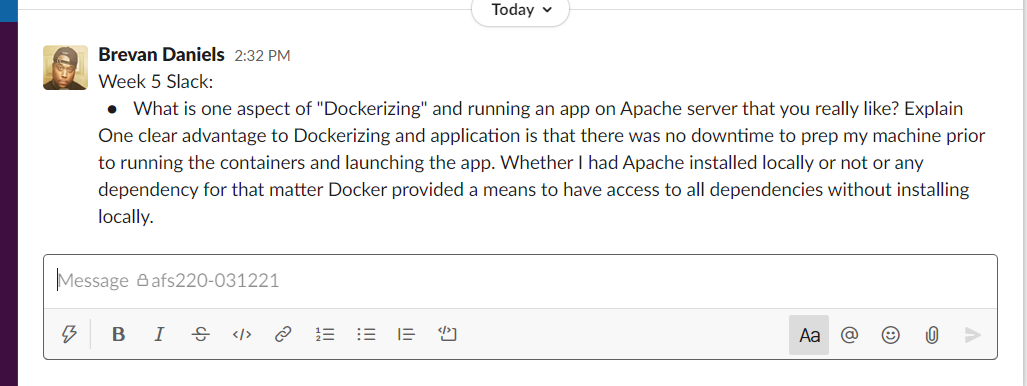 Today
Brevan Daniels 2:32 PM
Week 5 Slack:
• What is one aspect of "Dockerizing" and running an app on Apache server that you really like? Explain
One clear advantage to Dockerizing and application is that there was no downtime to prep my machine prior
to running the containers and launching the app. Whether I had Apache installed locally or not or any
dependency for that matter Docker provided a means to have access to all dependencies without installing
locally.
Message afs220-031221
B I S </> Aa @